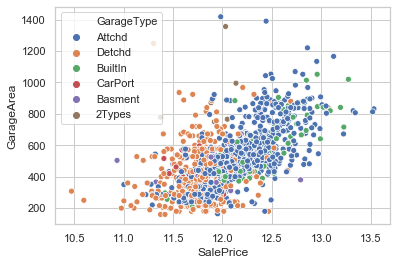 GarageType
Attchd
Detchd
BuiltIn
CarPort
Basment
2Types
1400
1200
1000
800
600
400
200
GarageArea
10.5 11.0 11.5 12.0 12.5 13.0 13.5
SalePrice